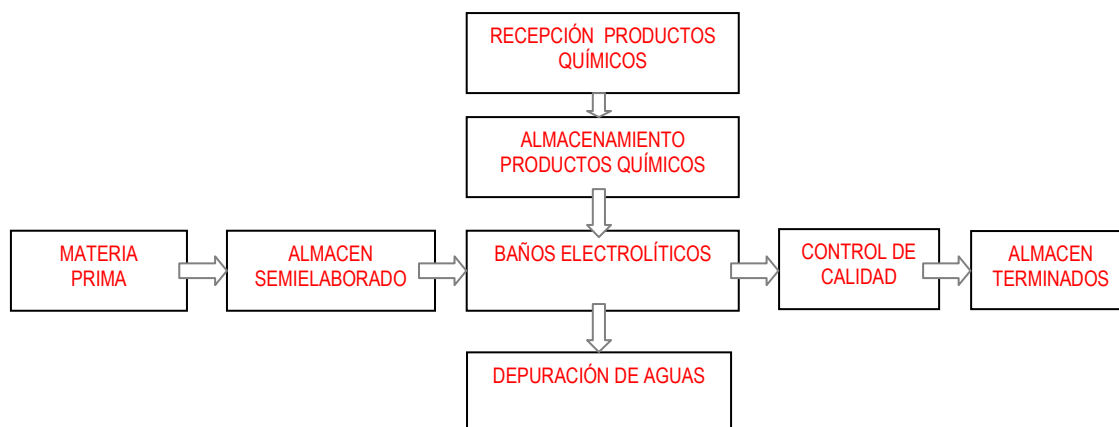 RECEPCIÓN PRODUCTOS
QUÍMICOS
ALMACENAMIENTO
PRODUCTOS QUÍMICOS
MATERIA
PRIMA
ALMACEN
SEMIELABORADO
BAÑOS ELECTROLÍTICOS
CONTROL DE
CALIDAD
ALMACEN
TERMINADOS
DEPURACIÓN DE AGUAS